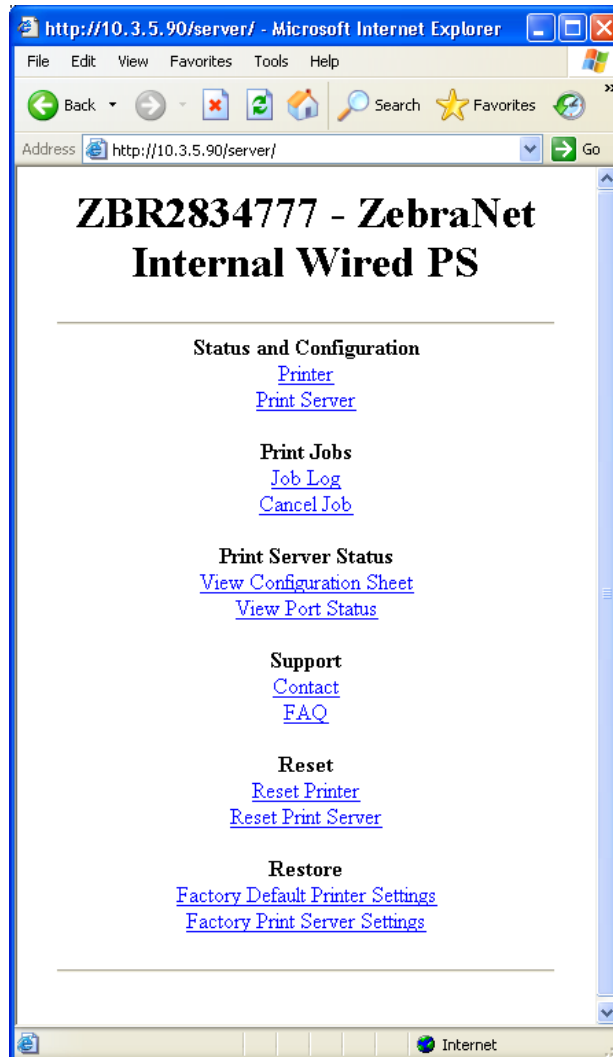 http://10.3.5.90/server/ - Microsoft Internet Explorer
File Edit View Favorites Tools Help
Back Search Favorites
Address http://10.3.5.90/server/ Go
ZBR2834777 - ZebraNet
Internal Wired PS
Status and Configuration
Printer
Print Server
Print Jobs
Job Log
Cancel Job
Print Server Status
View Configuration Sheet
View Port Status
Support
Contact
FAQ
Reset
Reset Printer
Reset Print Server
Restore
Factory Default Printer Settings
Factory Print Server Settings
Internet